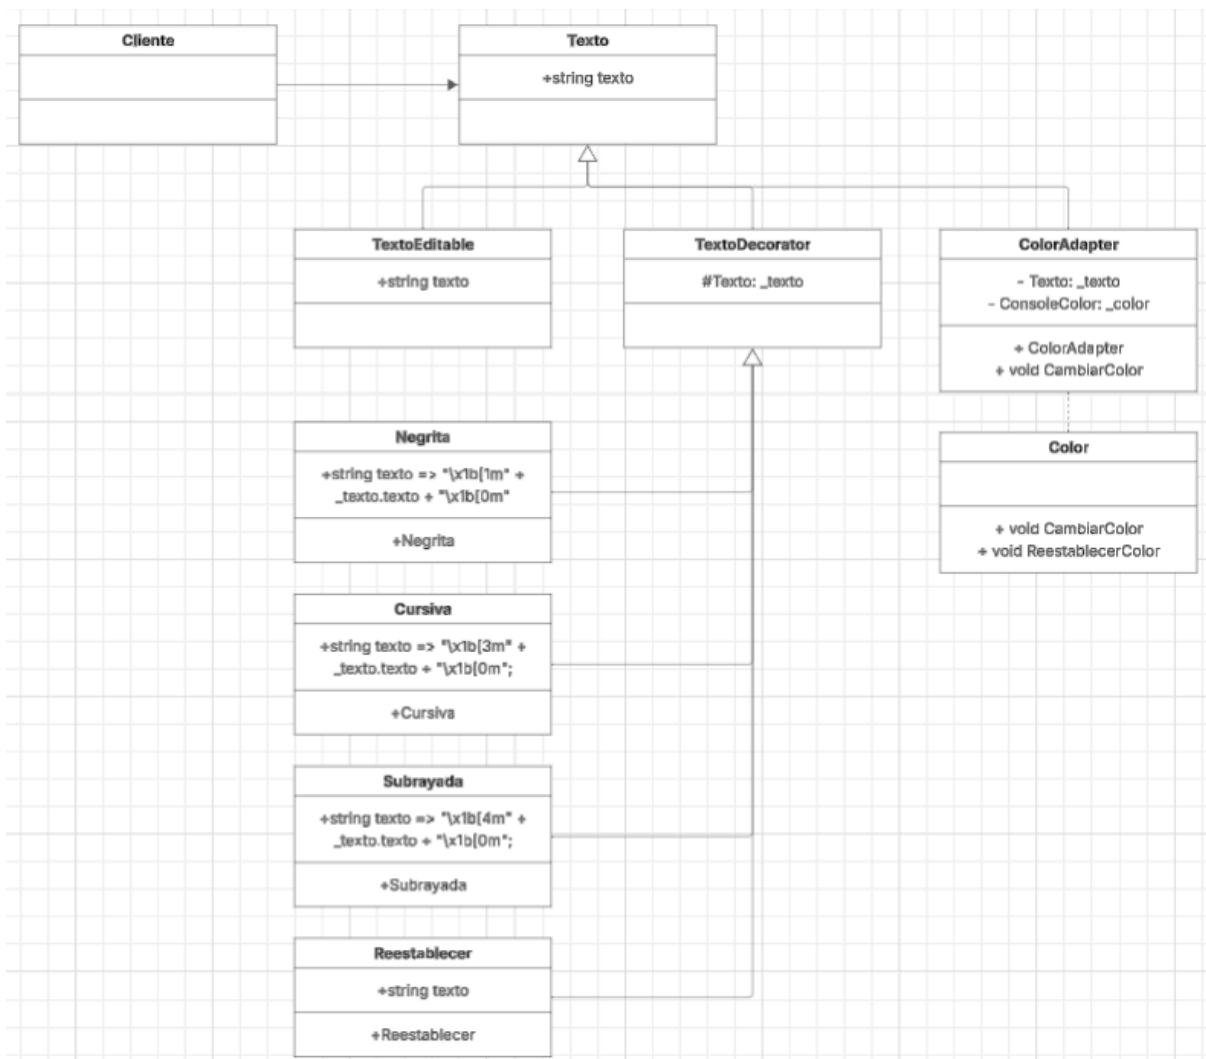 Cliente
Texto
+string texto
TextoEditable
+string texto
TextoDecorator
#Texto: _texto
ColorAdapter
- Texto: _texto
- ConsoleColor: _color
+ ColorAdapter
+ void CambiarColor
Negrita
+string texto => "\x1b[1m" +
_texto.texto + "\x1b[0m"
+Negrita
Color
+ void CambiarColor
+ void ReestablecerColor
Cursiva
+string texto => "\x1b[3m" +
_texto.texto + "\x1b[0m";
+Cursiva
Subrayada
+string texto => "\x1b[4m" +
_texto.texto + "\x1b[0m";
+Subrayada
Reestablecer
+string texto
+Reestablecer